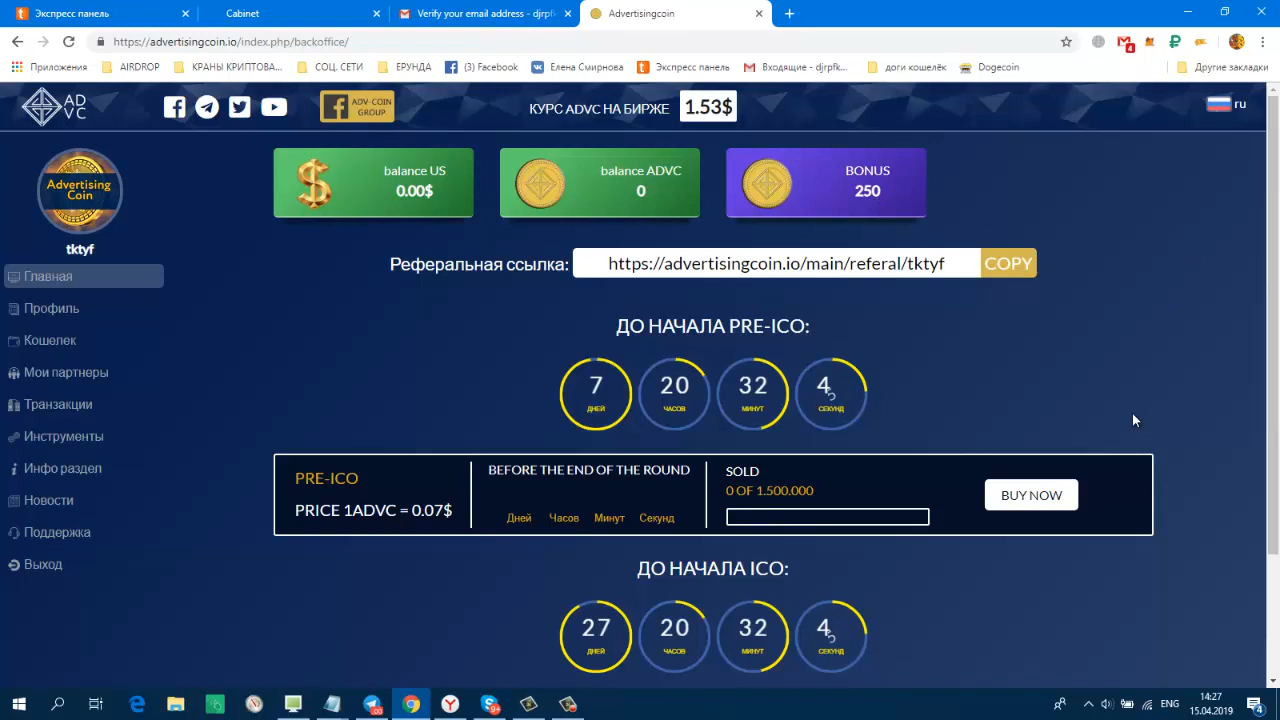 Экспресс панель
Cabinet
Verify your email address - djrpfk
Advertisingcoin
https://advertisingcoin.io/index.php/backoffice/
4
Приложения
AIRDROP
КРАНЫ КРИПТОВА...
СОЦ. СЕТИ
ЕРУНДА
(3) Facebook
Елена Смирнова
Экспресс панель
Входящие - djrpfk...
доги кошелёк
Dogecoin
Другие закладки
AD
VC
ADV-COIN
GROUP
КУРС ADVC НА БИРЖЕ
1.53$
ru
Advertising
Coin
tktyf
balance US
0.00$
balance ADVC
0
BONUS
250
Реферальная ссылка:
https://advertisingcoin.io/main/referal/tktyf
COPY
Главная
Профиль
Кошелек
Мои партнеры
Транзакции
Инструменты
Инфо раздел
Новости
Поддержка
Выход
ДО НАЧАЛА PRE-ICO:
7
ДНЕЙ
20
ЧАСОВ
32
МИНУТ
4
СЕКУНД
PRE-ICO
PRICE 1ADVC = 0.07$
BEFORE THE END OF THE ROUND
Дней Часов Минут Секунд
SOLD
0 OF 1.500.000
BUY NOW
ДО НАЧАЛА ICO:
27
ДНЕЙ
20
ЧАСОВ
32
МИНУТ
4
СЕКУНД
ENG
14:27
15.04.2019
4